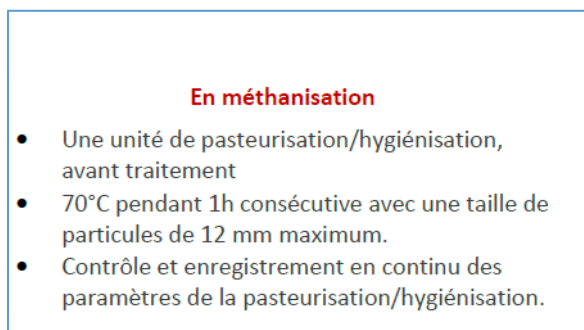 En méthanisation
• Une unité de pasteurisation/hygiénisation,
avant traitement
• 70°C pendant 1h consécutive avec une taille de
particules de 12 mm maximum.
• Contrôle et enregistrement en continu des
paramètres de la pasteurisation/hygiénisation.